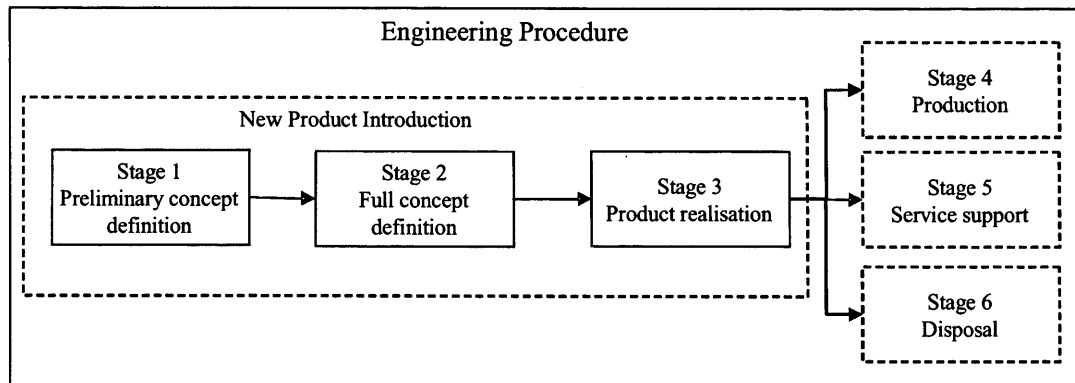 Engineering Procedure
New Product Introduction
Stage 1
Preliminary concept
definition
Stage 2
Full concept
definition
Stage 3
Product realisation
Stage 4
Production
Stage 5
Service support
Stage 6
Disposal